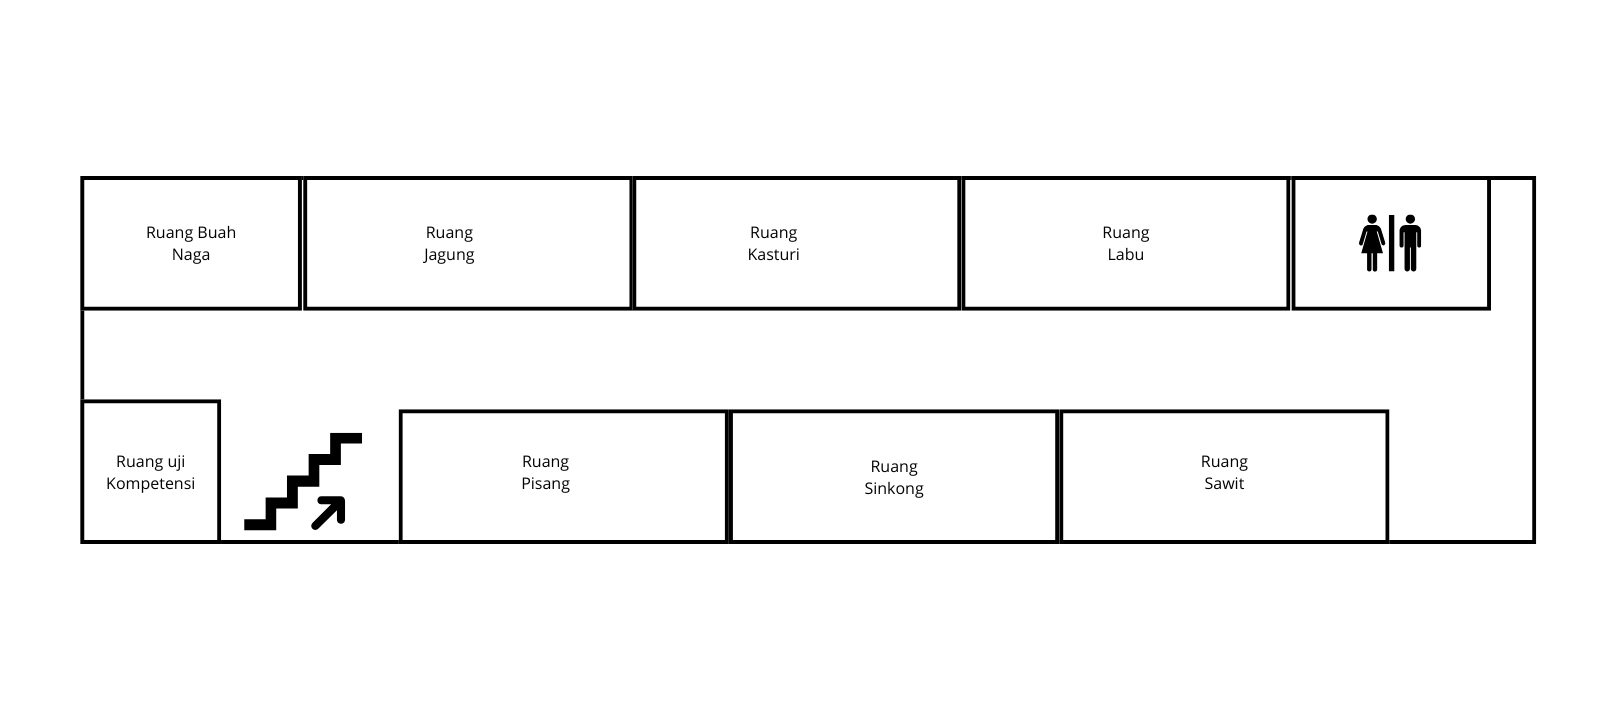 Ruang Buah
Naga
Ruang
Jagung
Ruang
Kasturi
Ruang
Labu
Ruang uji
Kompetensi
Ruang
Pisang
Ruang
Sinkong
Ruang
Sawit